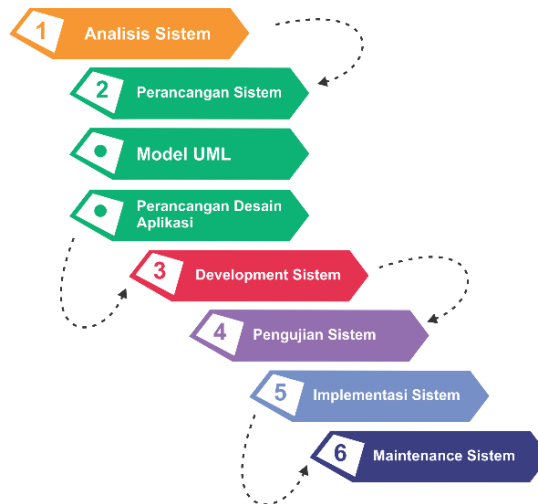 1
Analisis Sistem
2
Perancangan Sistem
Model UML
Perancangan Desain
Aplikasi
3
Development Sistem
4
Pengujian Sistem
5
Implementasi Sistem
6
Maintenance Sistem